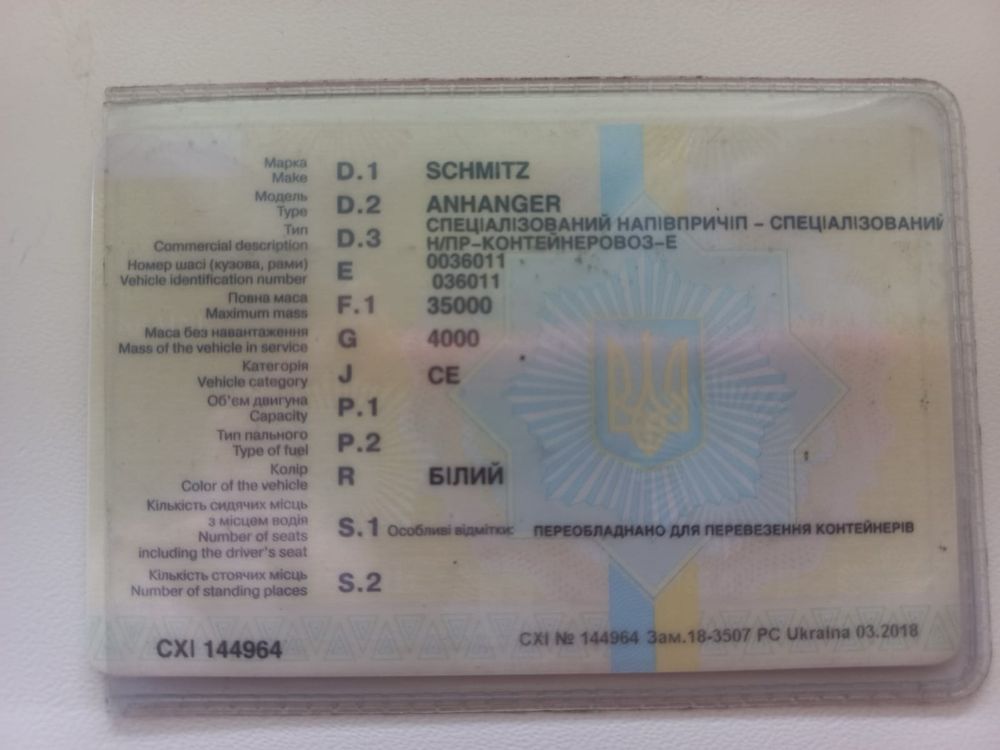 Марка
Make D.1 SCHMITZ
Модель
Type D.2 ANHANGER
Тип
Commercial description D.3 СПЕЦІАЛІЗОВАНИЙ НАПІВПРИЧІП – СПЕЦІАЛІЗОВАНИЙ
Н/ПР–КОНТЕЙНЕРОВОЗ–Е
Номер шасі (кузова, рами)
Vehicle identification number E 0036011
036011
Повна маса
Maximum mass F.1 35000
Маса без навантаження
Mass of the vehicle in service G 4000
Категорія
Vehicle category J CE
Об'єм двигуна
Capacity P.1
Тип пального
Type of fuel P.2
Колір
Color of the vehicle R БІЛИЙ
Кількість сидячих місць
з місцем водія
Number of seats
including the driver's seat S.1 Особливі відмітки: ПЕРЕОБЛАДНАНО ДЛЯ ПЕРЕВЕЗЕННЯ КОНТЕЙНЕРІВ
Кількість стоячих місць
Number of standing places S.2
CXI 144964
CXI № 144964 Зам.18-3507 PC Ukraina 03.2018